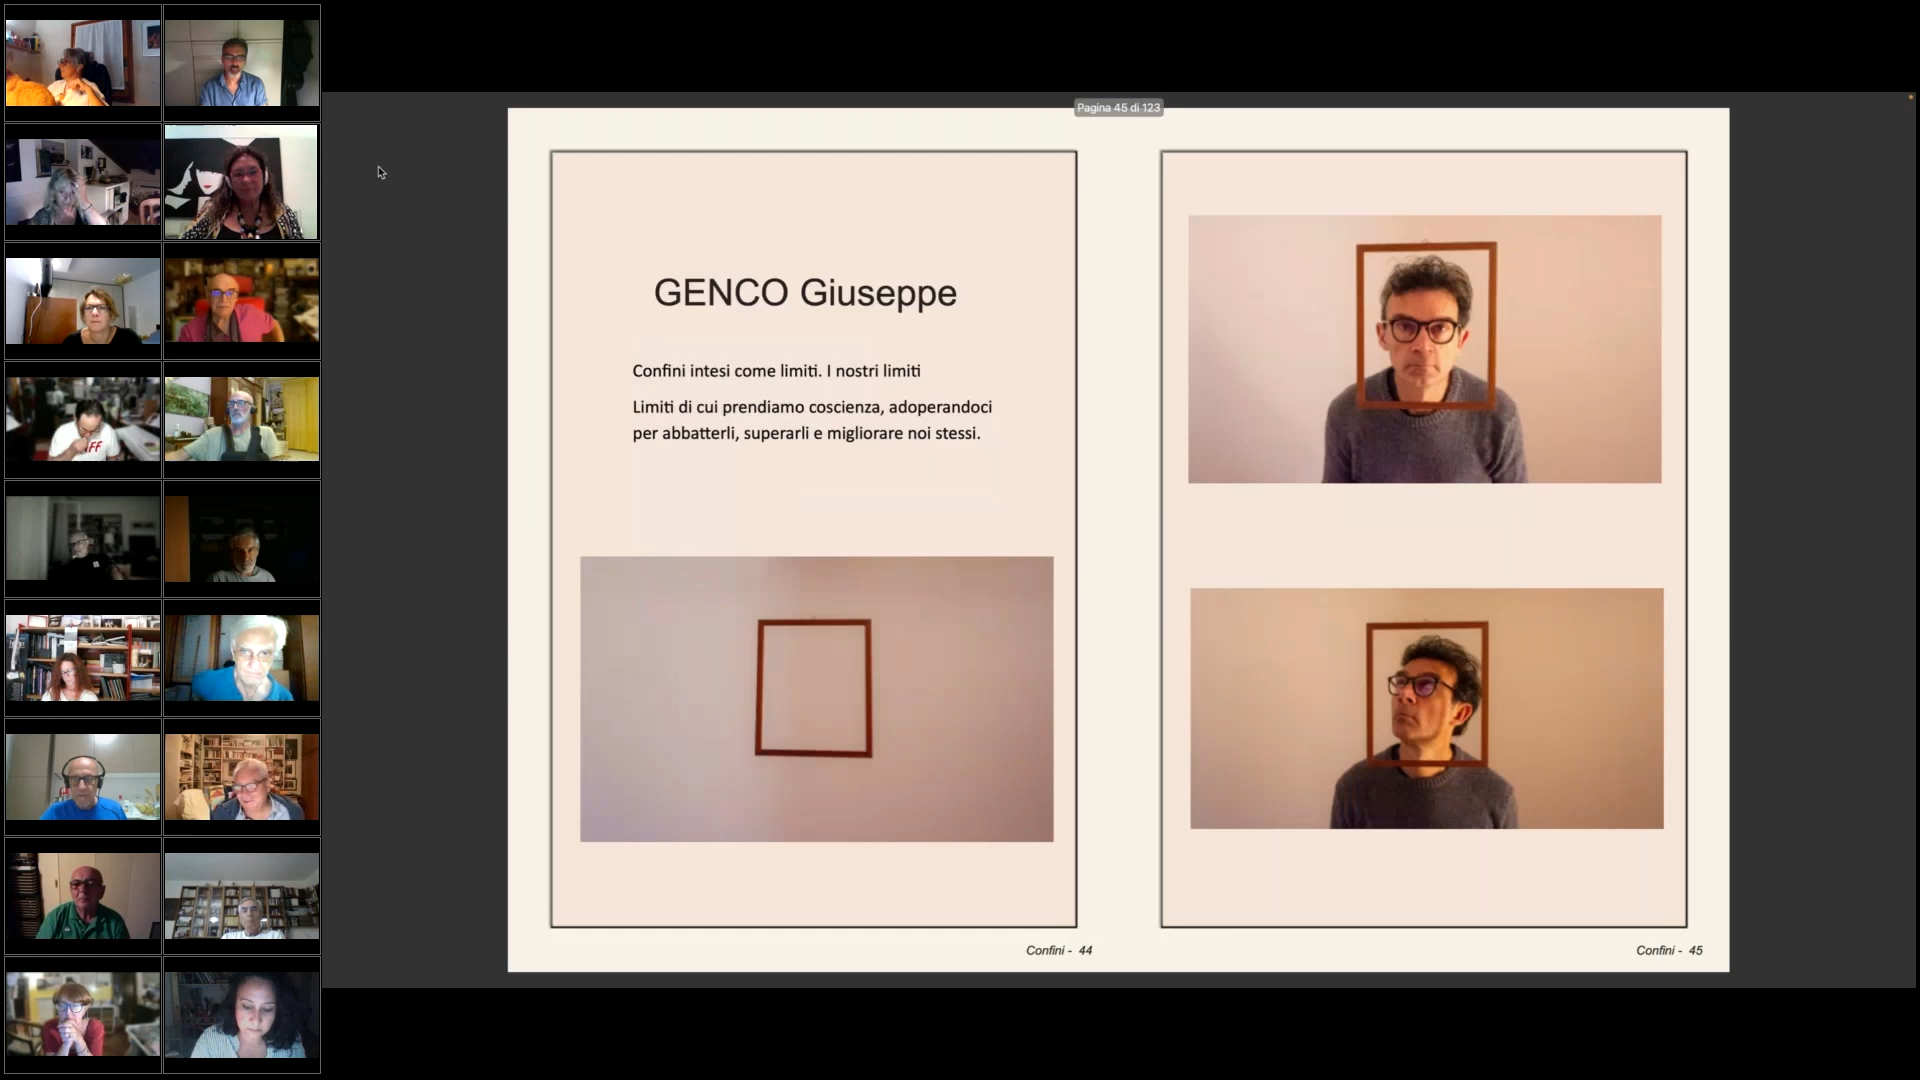 Pagina 45 di 123
GENCO Giuseppe
Confini intesi come limiti. I nostri limiti
Limiti di cui prendiamo coscienza, adoperandoci
per abbatterli, superarli e migliorare noi stessi.
Confini - 44
Confini - 45